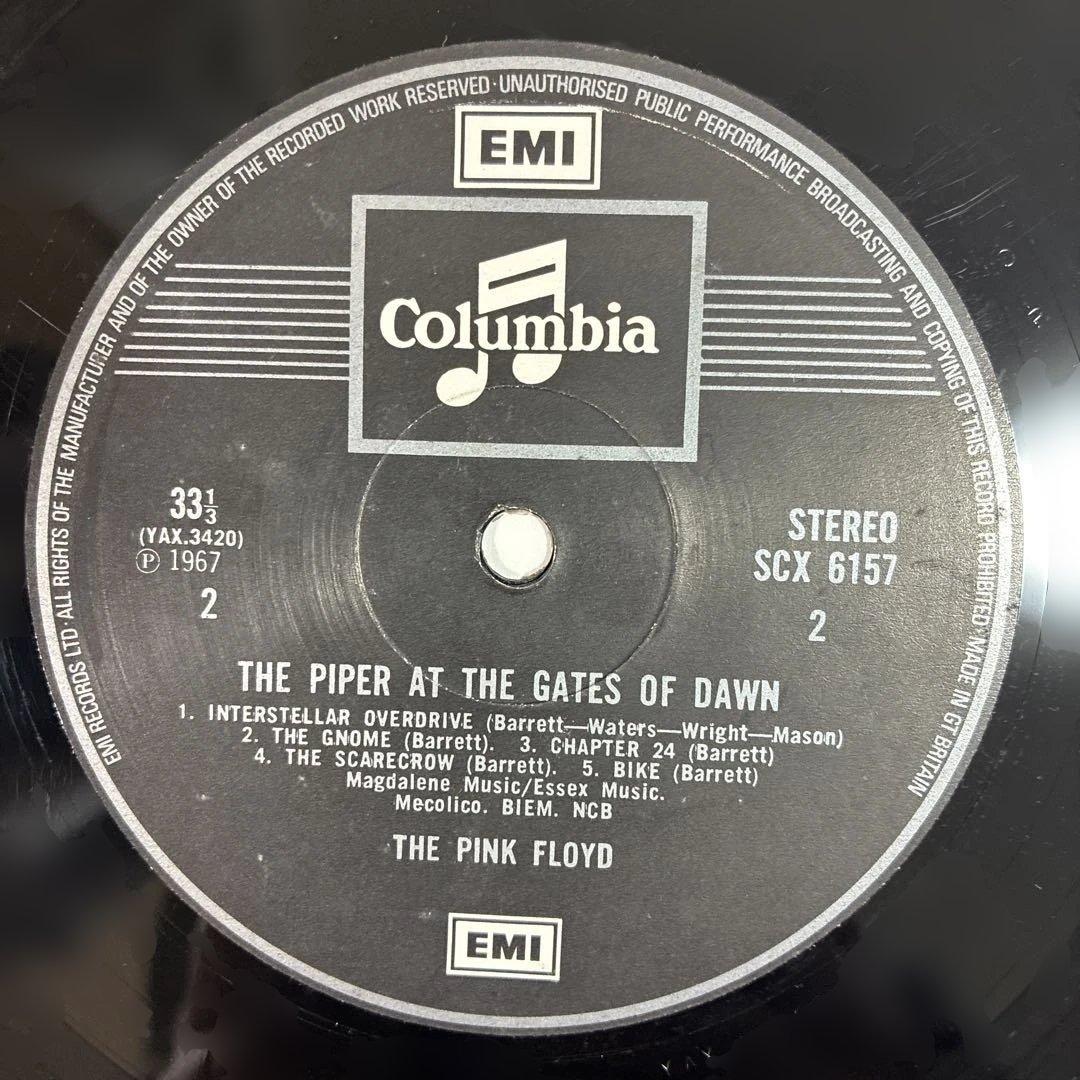 EMI RECORDS LTD · ALL RIGHTS OF THE MANUFACTURER AND OF THE OWNER OF THE RECORDED WORK RESERVED · UNAUTHORISED PUBLIC PERFORMANCE BROADCASTING AND COPYING OF THIS RECORD PROHIBITED · MADE IN GT BRITAIN
EMI
Columbia
33⅓
(YAX.3420)
Ⓟ 1967
2
STEREO
SCX 6157
2
THE PIPER AT THE GATES OF DAWN
1. INTERSTELLAR OVERDRIVE (Barrett—Waters—Wright—Mason)
2. THE GNOME (Barrett). 3. CHAPTER 24 (Barrett)
4. THE SCARECROW (Barrett). 5. BIKE (Barrett)
Magdalene Music/Essex Music.
Mecolico. BIEM. NCB
THE PINK FLOYD
EMI